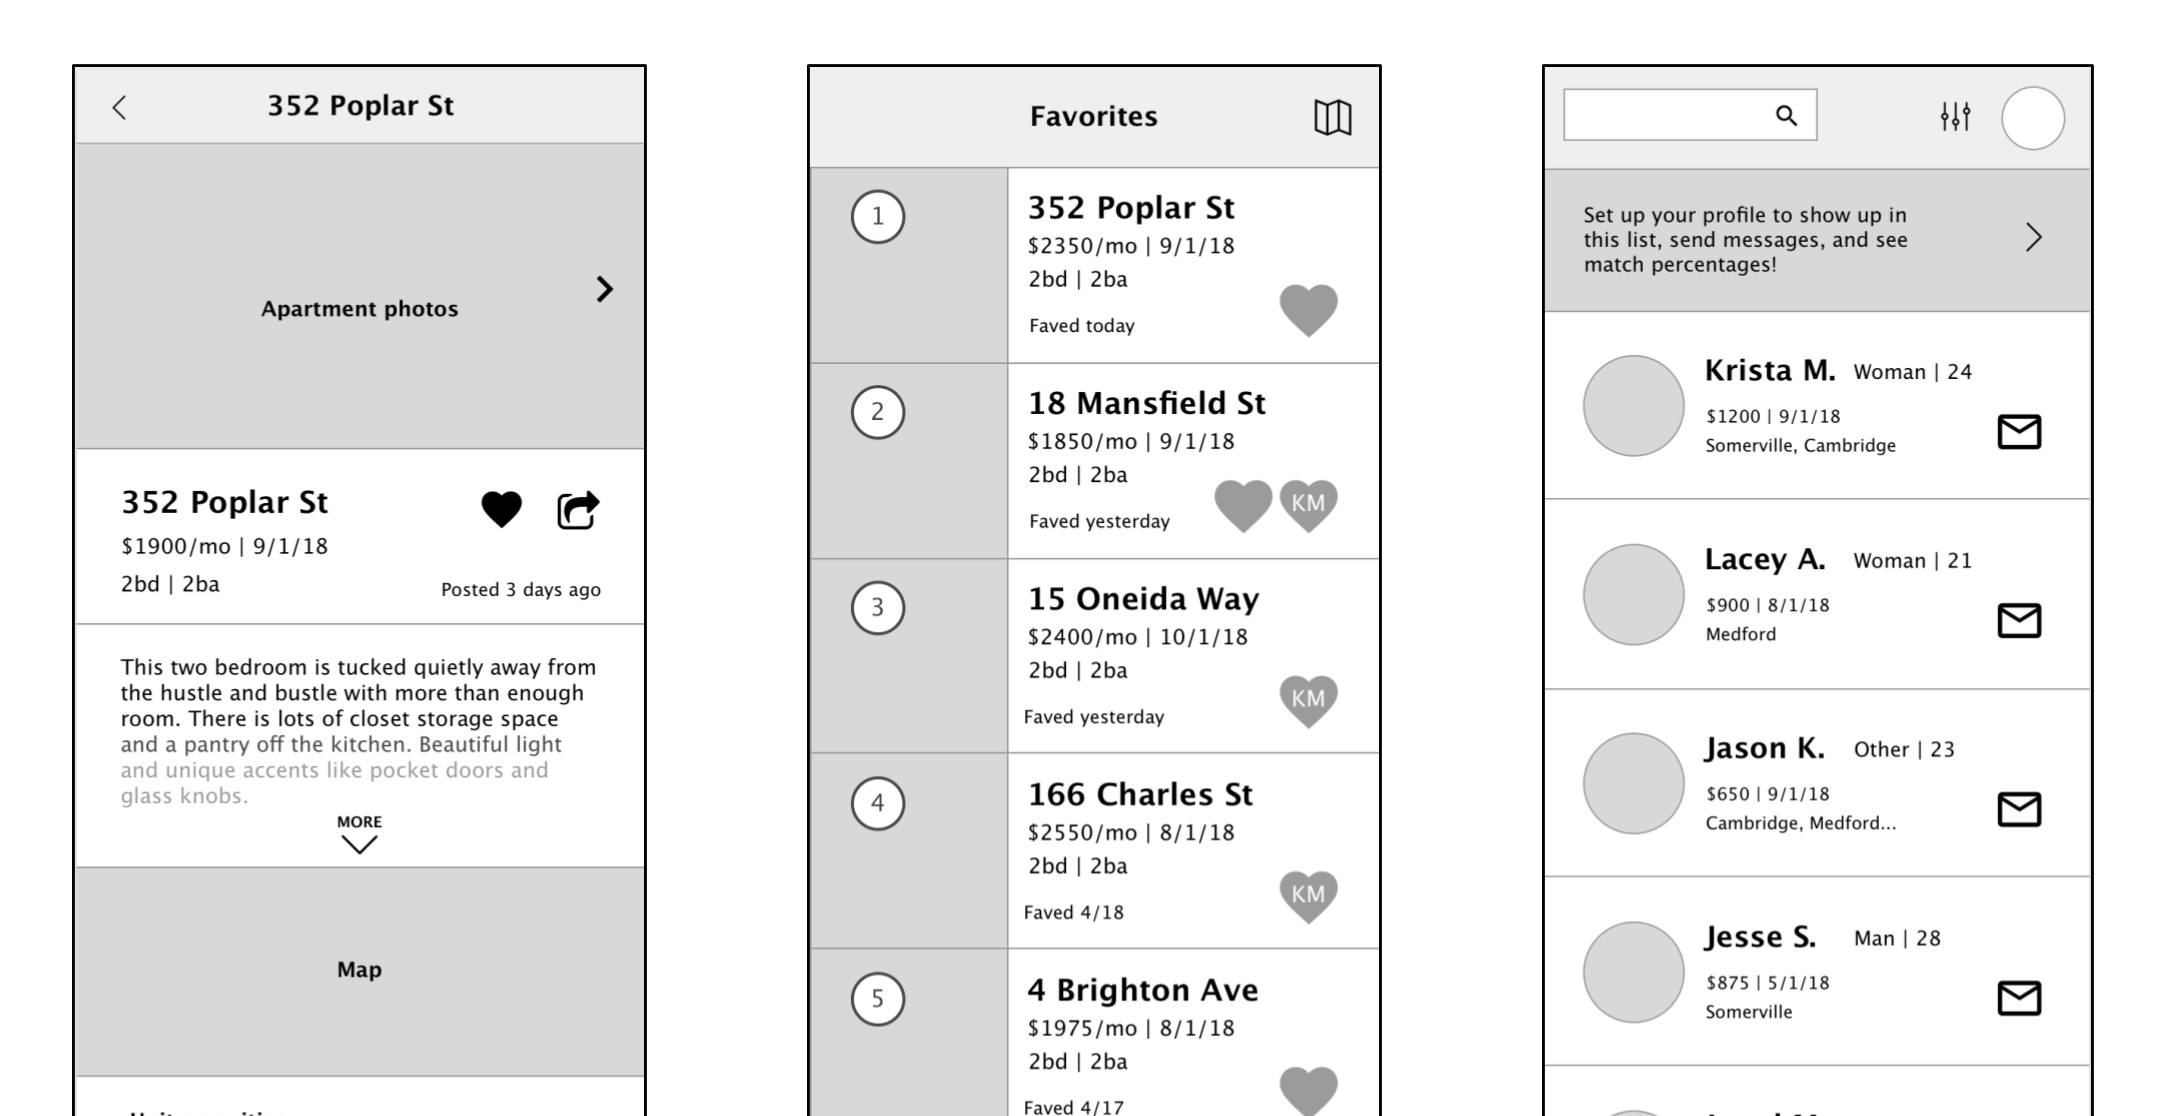 352 Poplar St
Apartment photos
352 Poplar St
$1900/mo | 9/1/18
2bd | 2ba
Posted 3 days ago
This two bedroom is tucked quietly away from
the hustle and bustle with more than enough
room. There is lots of closet storage space
and a pantry off the kitchen. Beautiful light
and unique accents like pocket doors and
glass knobs.
MORE
Map
Favorites
1
352 Poplar St
$2350/mo | 9/1/18
2bd | 2ba
Faved today
2
18 Mansfield St
$1850/mo | 9/1/18
2bd | 2ba
Faved yesterday
KM
3
15 Oneida Way
$2400/mo | 10/1/18
2bd | 2ba
Faved yesterday
KM
4
166 Charles St
$2550/mo | 8/1/18
2bd | 2ba
Faved 4/18
KM
5
4 Brighton Ave
$1975/mo | 8/1/18
2bd | 2ba
Faved 4/17
Set up your profile to show up in
this list, send messages, and see
match percentages!
Krista M. Woman | 24
$1200 | 9/1/18
Somerville, Cambridge
Lacey A. Woman | 21
$900 | 8/1/18
Medford
Jason K. Other | 23
$650 | 9/1/18
Cambridge, Medford...
Jesse S. Man | 28
$875 | 5/1/18
Somerville